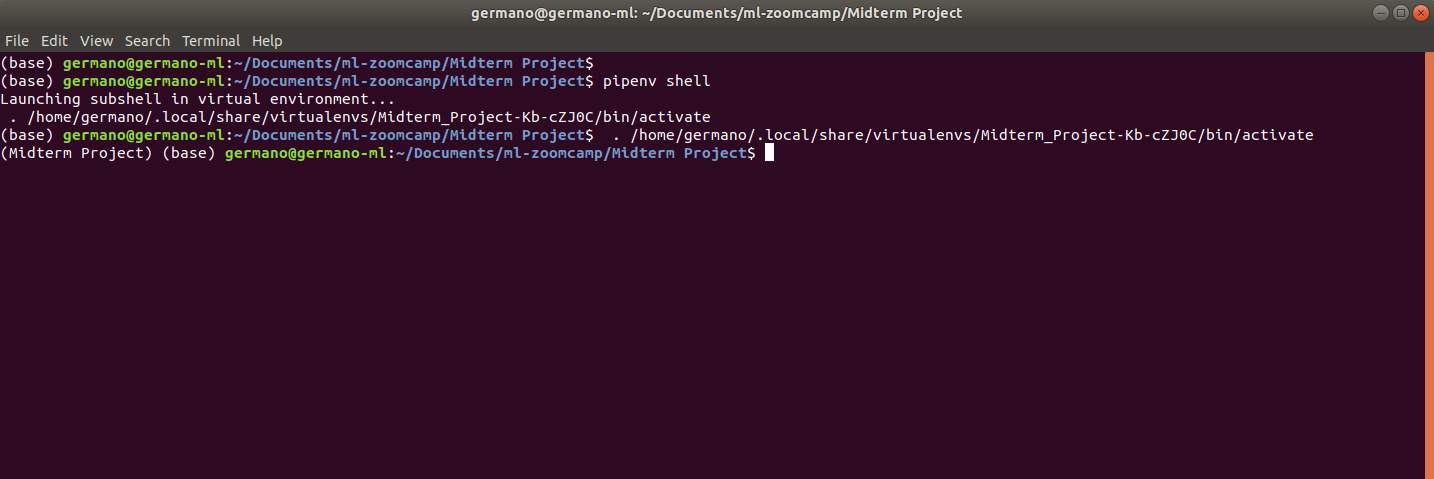 germano@germano-ml: ~/Documents/ml-zoomcamp/Midterm Project
File Edit View Search Terminal Help
(base) germano@germano-ml:~/Documents/ml-zoomcamp/Midterm Project$
(base) germano@germano-ml:~/Documents/ml-zoomcamp/Midterm Project$ pipenv shell
Launching subshell in virtual environment...
 . /home/germano/.local/share/virtualenvs/Midterm_Project-Kb-cZJ0C/bin/activate
(base) germano@germano-ml:~/Documents/ml-zoomcamp/Midterm Project$  . /home/germano/.local/share/virtualenvs/Midterm_Project-Kb-cZJ0C/bin/activate
(Midterm Project) (base) germano@germano-ml:~/Documents/ml-zoomcamp/Midterm Project$